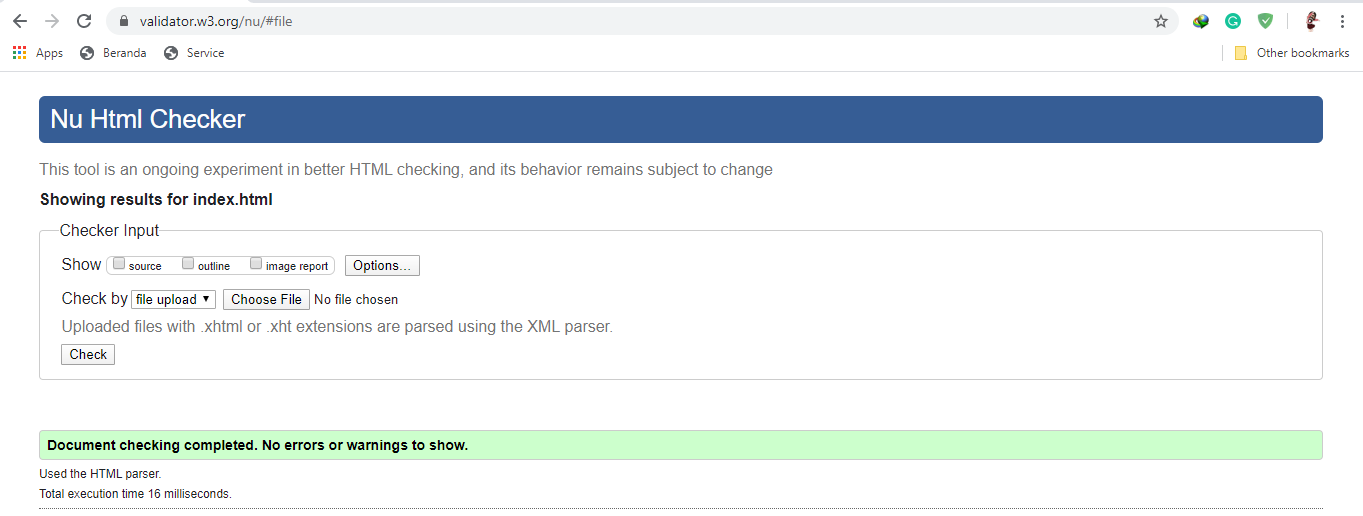 validator.w3.org/nu/#file
Apps Beranda Service Other bookmarks
Nu Html Checker
This tool is an ongoing experiment in better HTML checking, and its behavior remains subject to change
Showing results for index.html
Checker Input
Show source outline image report Options...
Check by file upload Choose File No file chosen
Uploaded files with .xhtml or .xht extensions are parsed using the XML parser.
Check
Document checking completed. No errors or warnings to show.
Used the HTML parser.
Total execution time 16 milliseconds.